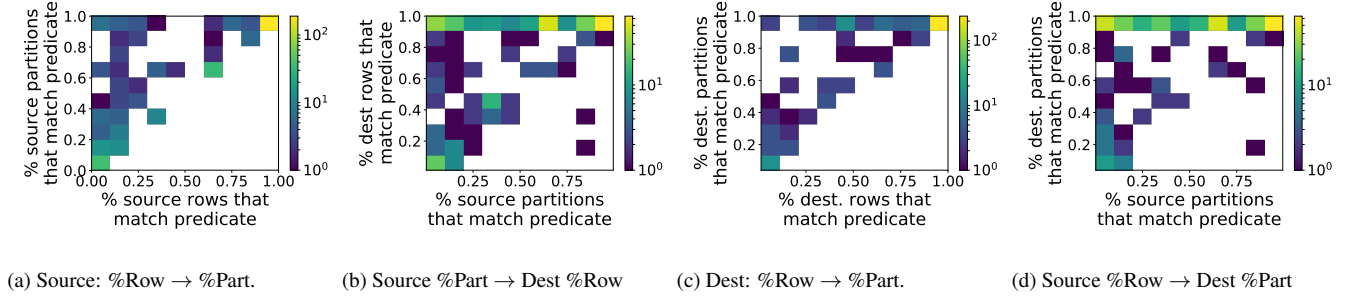 % source partitions
that match predicate
1.0
0.8
0.6
0.4
0.2
0.0
0.00
0.25
0.50
0.75
1.00
% source rows that
match predicate
10^2
10^1
10^0
% dest rows that
match predicate
1.0
0.8
0.6
0.4
0.2
0.25
0.50
0.75
% source partitions
that match predicate
10^1
10^0
% dest. partitions
that match predicate
1.0
0.8
0.6
0.4
0.2
0.25
0.50
0.75
% dest. rows that
match predicate
10^2
10^1
10^0
% dest. partitions
that match predicate
1.0
0.8
0.6
0.4
0.2
0.25
0.50
0.75
% source partitions
that match predicate
10^1
10^0
(a) Source: %Row → %Part.
(b) Source %Part → Dest %Row
(c) Dest: %Row → %Part.
(d) Source %Row → Dest %Part